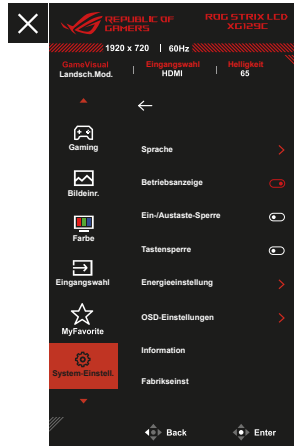 REPUBLIC OF
GAMERS
ROG STRIX LCD
XG129C
1920 x 720 | 60Hz
GameVisual
Landsch.Mod.
Eingangswahl
HDMI
Helligkeit
65
Gaming
Bildeinr.
Farbe
Eingangswahl
MyFavorite
System-Einstell.
Sprache
Betriebsanzeige
Ein-/Austaste-Sperre
Tastensperre
Energieeinstellung
OSD-Einstellungen
Information
Fabrikseinst
Back
Enter